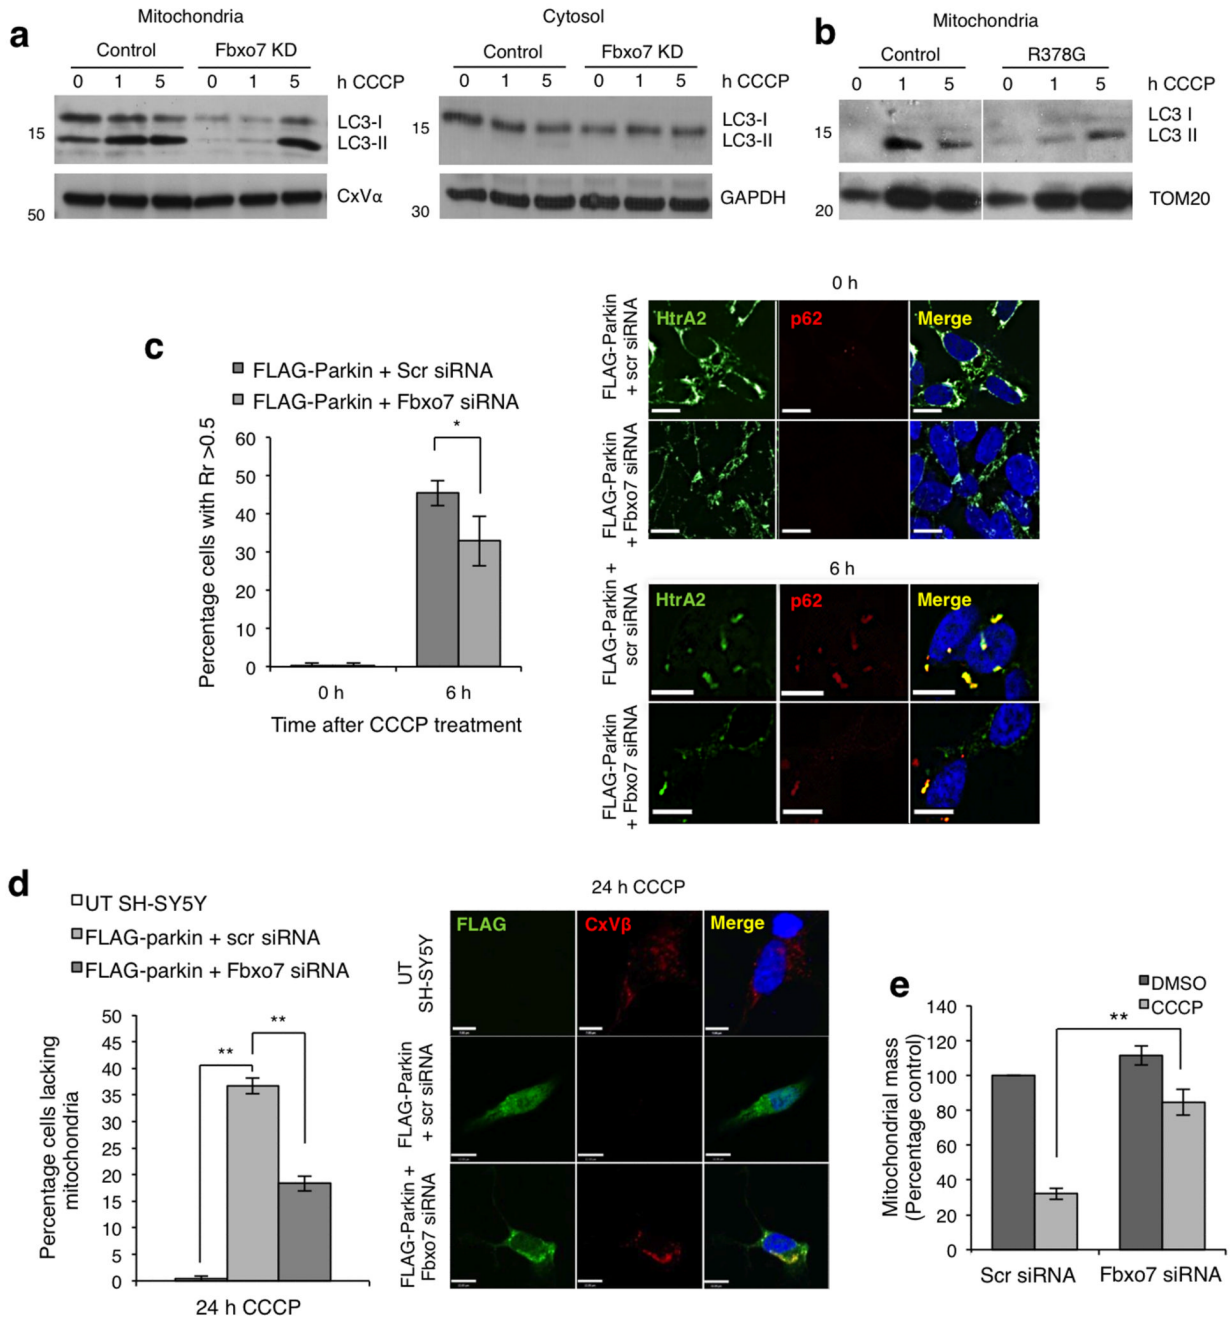 a
Mitochondria
Control Fbxo7 KD
0 1 5 0 1 5 h CCCP
15
LC3-I
LC3-II
CxVα
50
Cytosol
Control Fbxo7 KD
0 1 5 0 1 5 h CCCP
15
LC3-I
LC3-II
GAPDH
30
b
Mitochondria
Control R378G
0 1 5 0 1 5 h CCCP
15
LC3 I
LC3 II
TOM20
20
c
FLAG-Parkin + Scr siRNA
FLAG-Parkin + Fbxo7 siRNA
Percentage cells with Rr >0.5
60
50
40
30
20
10
0
*
0 h 6 h
Time after CCCP treatment
0 h
FLAG-Parkin
+ scr siRNA
HtrA2 p62 Merge
FLAG-Parkin
+ Fbxo7 siRNA
6 h
FLAG-Parkin +
scr siRNA
HtrA2 p62 Merge
FLAG-Parkin
+ Fbxo7 siRNA
d
UT SH-SY5Y
FLAG-parkin + scr siRNA
FLAG-parkin + Fbxo7 siRNA
Percentage cells lacking
mitochondria
50
45
40
35
30
25
20
15
10
5
0
**
**
24 h CCCP
24 h CCCP
UT
SH-SY5Y
FLAG CxVβ Merge
FLAG-Parkin
+ scr siRNA
FLAG-Parkin +
Fbxo7 siRNA
e
DMSO
CCCP
Mitochondrial mass
(Percentage control)
140
120
100
80
60
40
20
0
**
Scr siRNA Fbxo7 siRNA